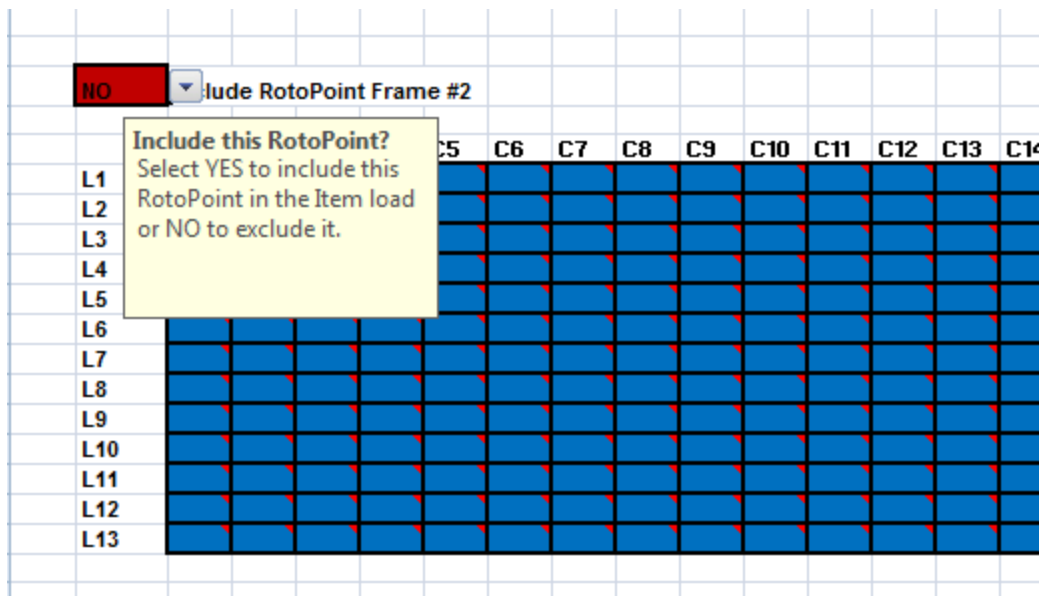 NO lude RotoPoint Frame #2
Include this RotoPoint?
Select YES to include this
RotoPoint in the Item load
or NO to exclude it.
C5 C6 C7 C8 C9 C10 C11 C12 C13 C14
L1
L2
L3
L4
L5
L6
L7
L8
L9
L10
L11
L12
L13